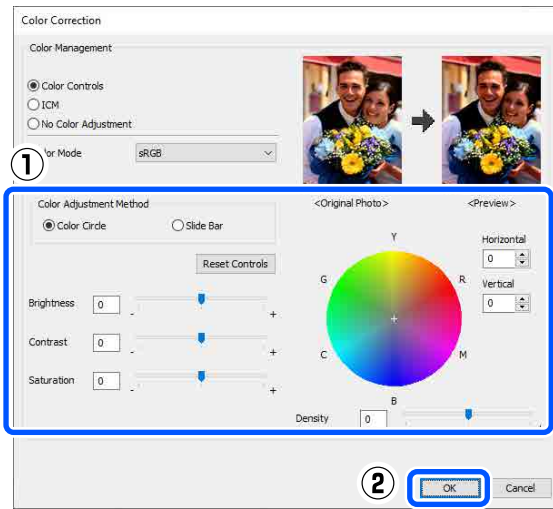 Color Correction
Color Management
Color Controls
ICM
No Color Adjustment
①
or Mode sRGB
Color Adjustment Method
Color Circle Slide Bar
<Original Photo> <Preview>
Reset Controls
Y
Horizontal
0
G R
Vertical
0
Brightness 0 - +
Contrast 0 - +
C M
Saturation 0 - +
B
Density 0
②
OK Cancel